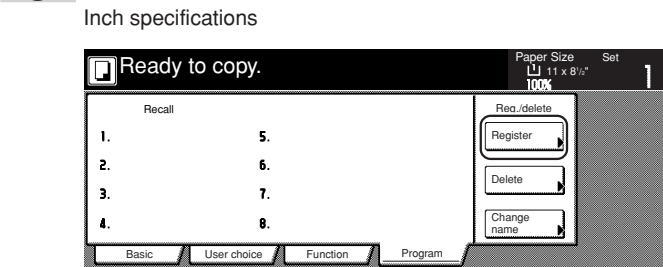 Inch specifications
Ready to copy.
Paper Size Set
11 x 8½"
100%
1
Recall
Reg./delete
1. 5.
Register
2. 6.
Delete
3. 7.
4. 8.
Change
name
Basic User choice Function Program